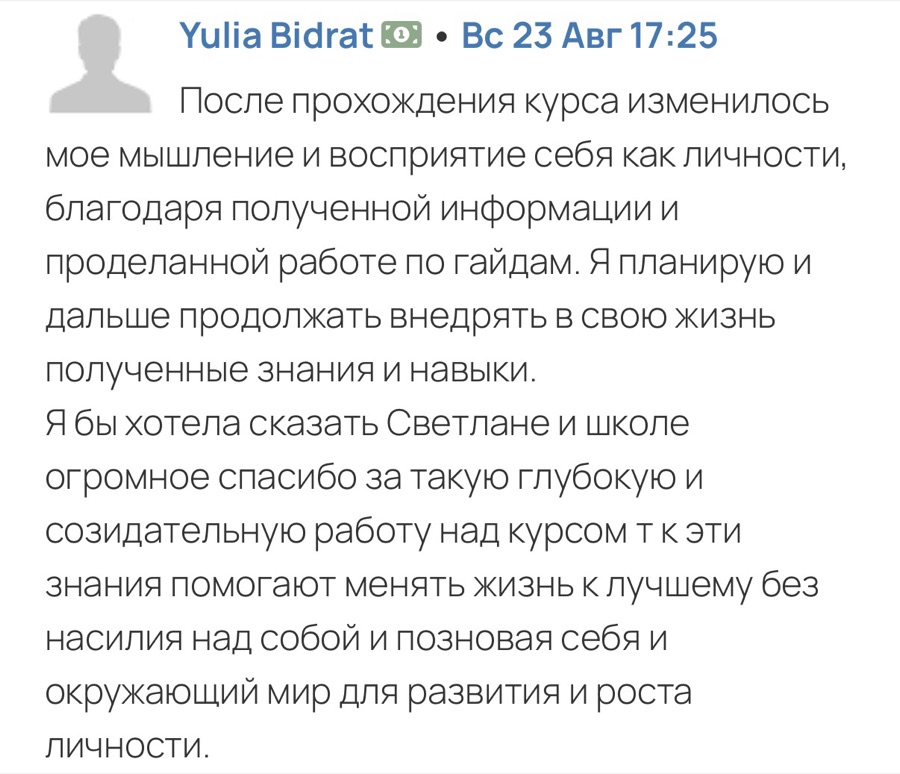 Yulia Bidrat 1 • Вс 23 Авг 17:25
После прохождения курса изменилось
мое мышление и восприятие себя как личности,
благодаря полученной информации и
проделанной работе по гайдам. Я планирую и
дальше продолжать внедрять в свою жизнь
полученные знания и навыки.
Я бы хотела сказать Светлане и школе
огромное спасибо за такую глубокую и
созидательную работу над курсом т к эти
знания помогают менять жизнь к лучшему без
насилия над собой и позновая себя и
окружающий мир для развития и роста
личности.